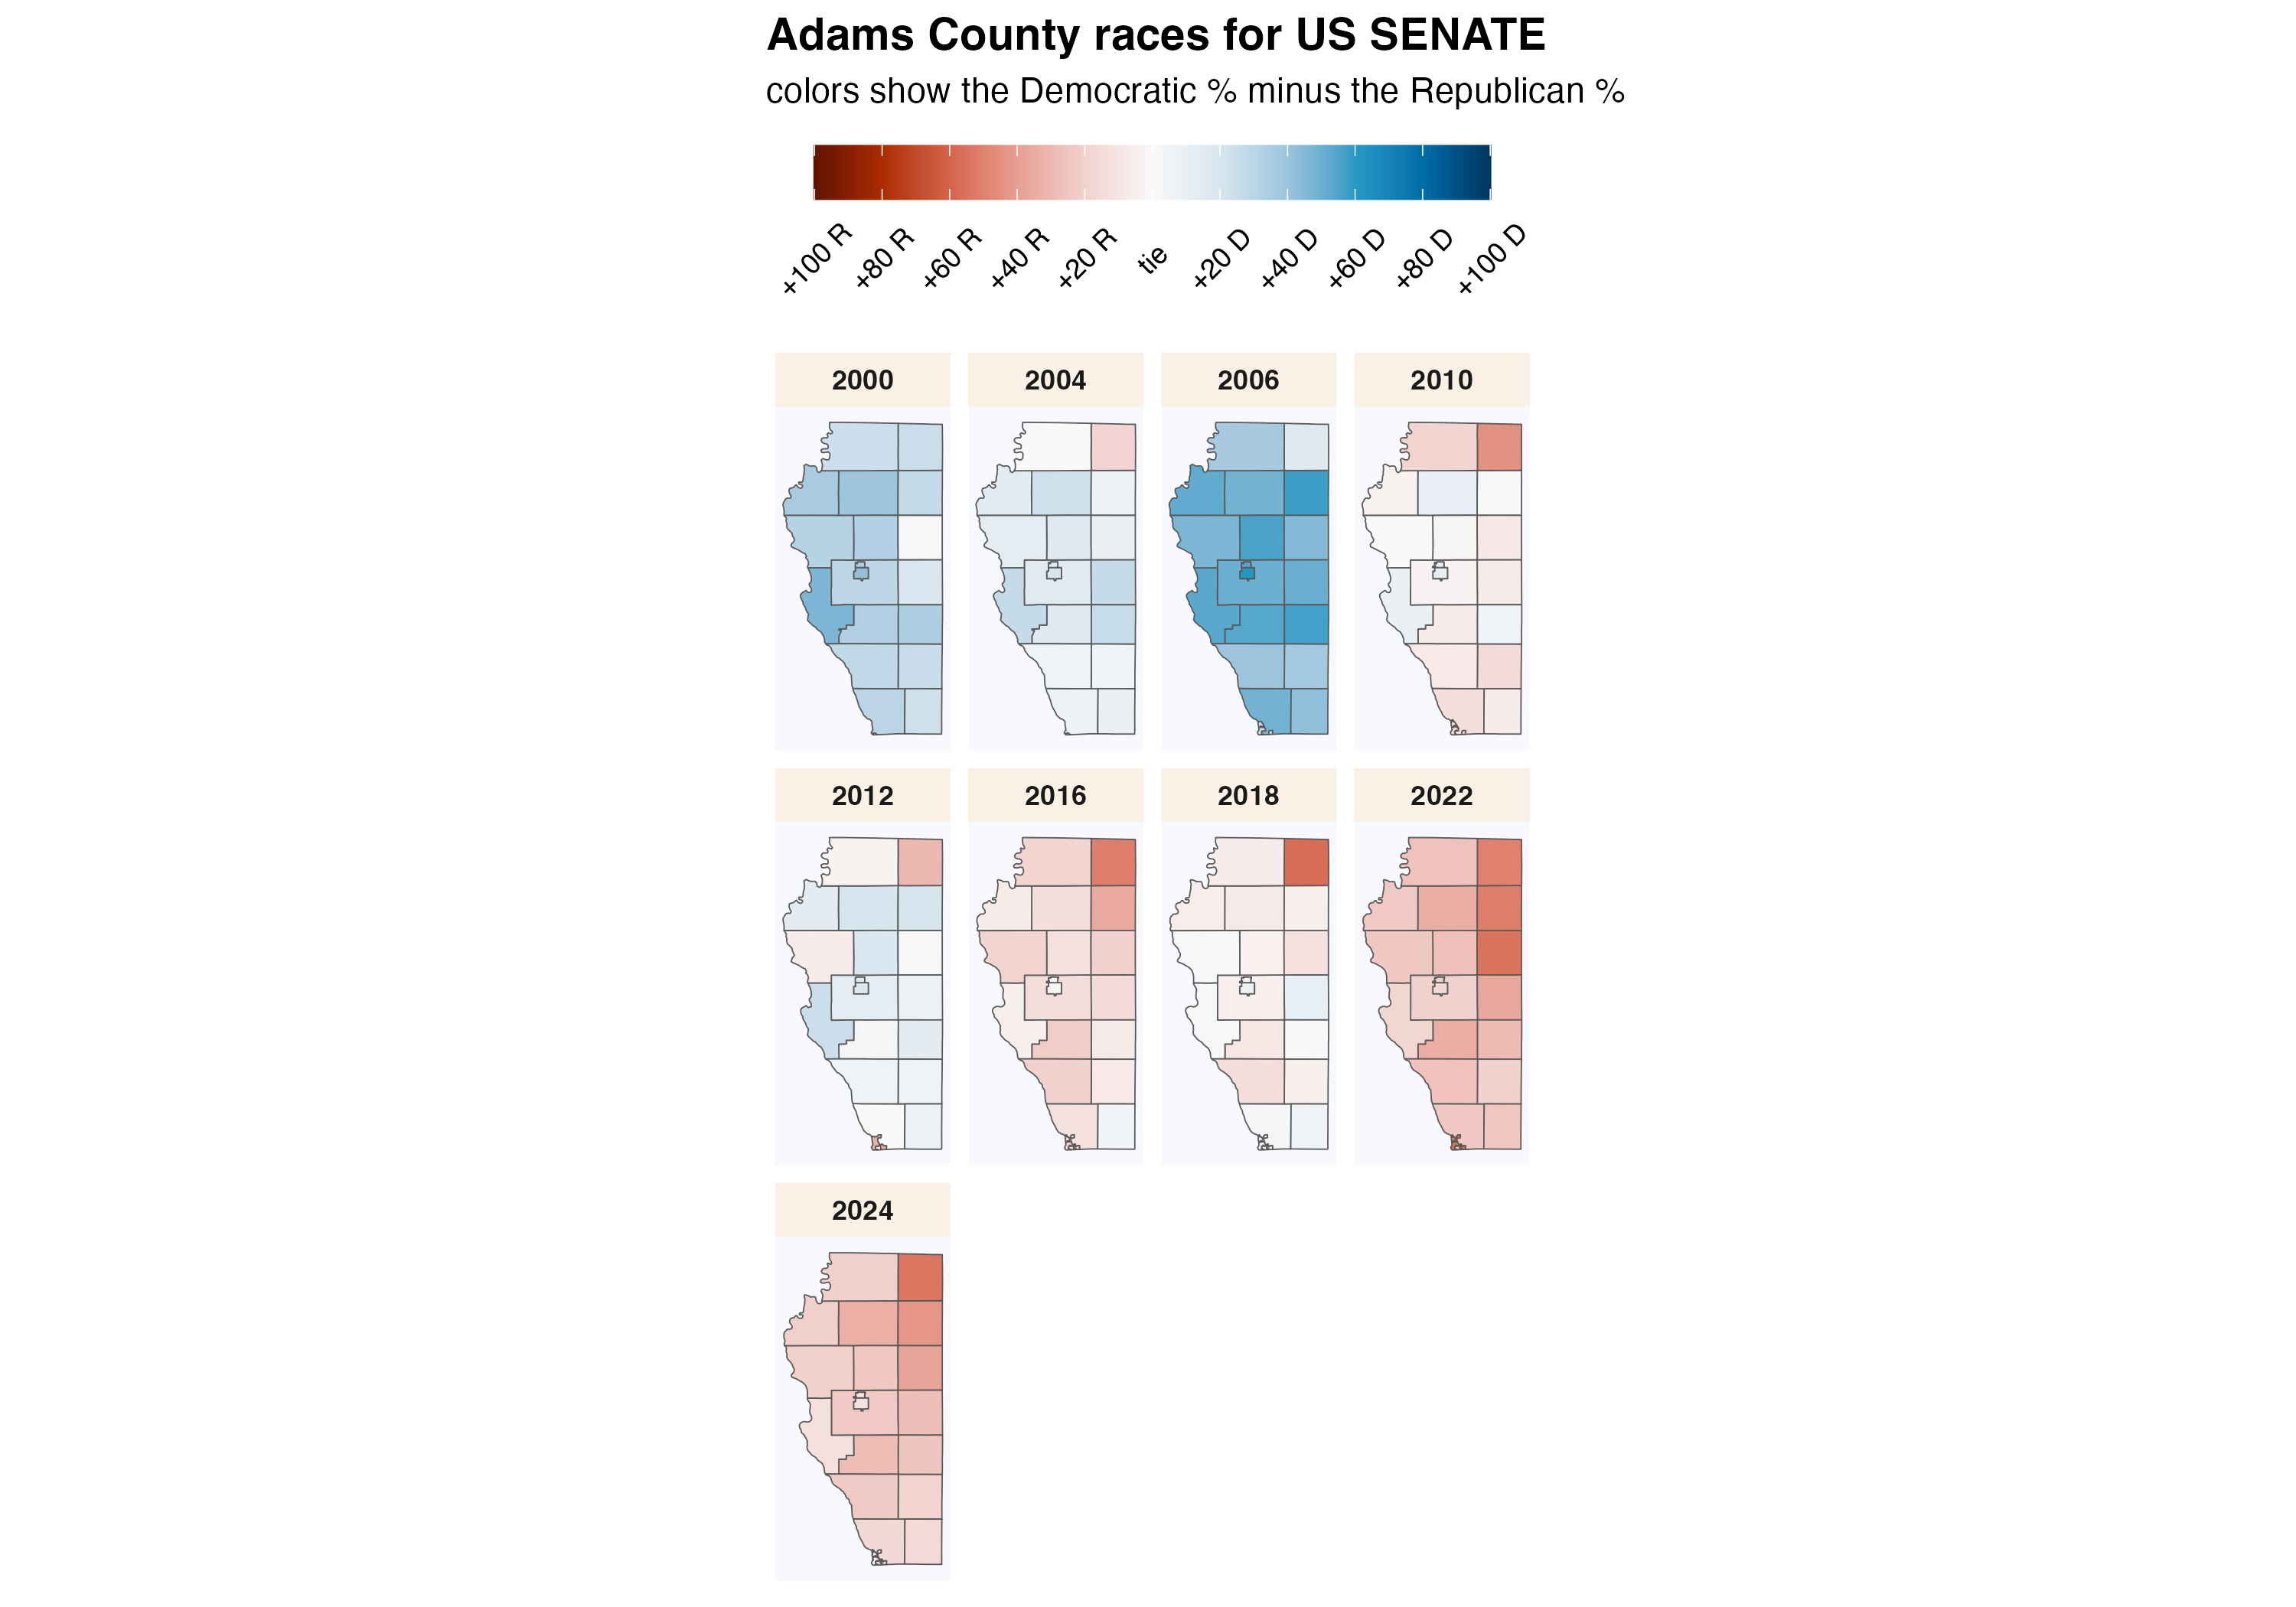 Adams County races for US SENATE
colors show the Democratic % minus the Republican %
+100 R +80 R +60 R +40 R +20 R tie +20 D +40 D +60 D +80 D +100 D
2000 2004 2006 2010
2012 2016 2018 2022
2024